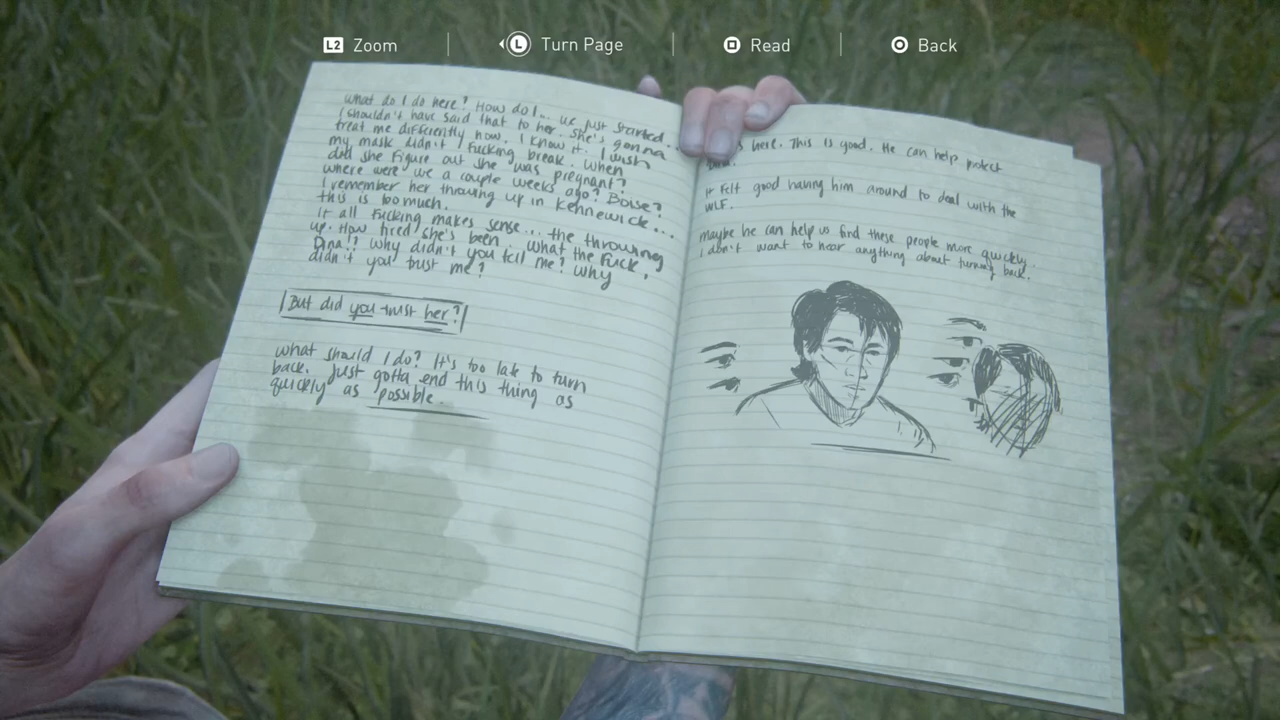 L2 Zoom
L Turn Page
Read
Back
What do I do here? How do I... we just started...
I shouldn't have said that to her. She's gonna
treat me differently now. I know it. I wish
my mask didn't fucking break. When
did she figure out she was pregnant?
Where were we a couple weeks ago? Boise?
I remember her throwing up in Kennewick...
this is too much.
It all fucking makes sense... the throwing
up. How tired she's been. What the fuck,
Dina!? Why didn't you tell me? Why
didn't you trust me?
But did you trust her?
What should I do? It's too late to turn
back. Just gotta end this thing as
quickly as possible.
here. This is good. He can help protect
It felt good having him around to deal with the
WLF.
Maybe he can help us find these people more quickly
I don't want to hear anything about turning back.